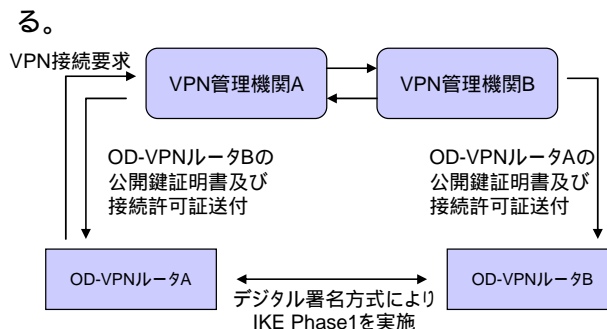 る。
VPN接続要求
VPN管理機関A
VPN管理機関B
OD-VPNルータBの
公開鍵証明書及び
接続許可証送付
OD-VPNルータAの
公開鍵証明書及び
接続許可証送付
OD-VPNルータA
OD-VPNルータB
デジタル署名方式により
IKE Phase1を実施